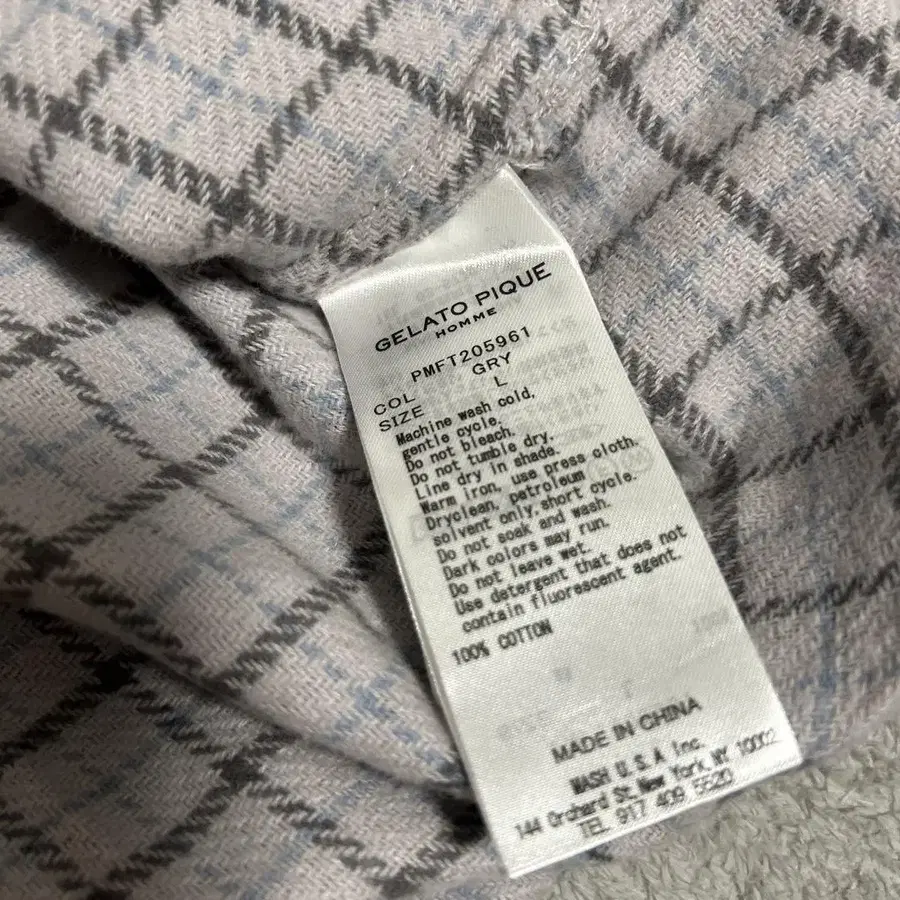 GELATO PIQUE
HOMME
PMFT205961
COL GRY
SIZE L
Machine wash cold,
gentle cycle.
Do not bleach.
Do not tumble dry.
Line dry in shade.
Warm iron, use press cloth.
Dryclean, petroleum
solvent only,short cycle.
Do not soak and wash.
Dark colors may run.
Do not leave wet.
Use detergent that does not
contain fluorescent agent.
100% COTTON
MADE IN CHINA
MASH U.S.A Inc.
144 Orchard St.New York,NY 10002
TEL 917 409 5520